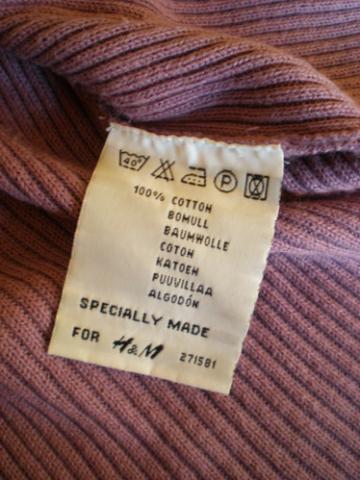 40° P
100% COTTON
BOMULL
BAUMWOLLE
COTON
KATOEN
PUUVILLAA
ALGODÓN
SPECIALLY MADE
FOR H&M 271581